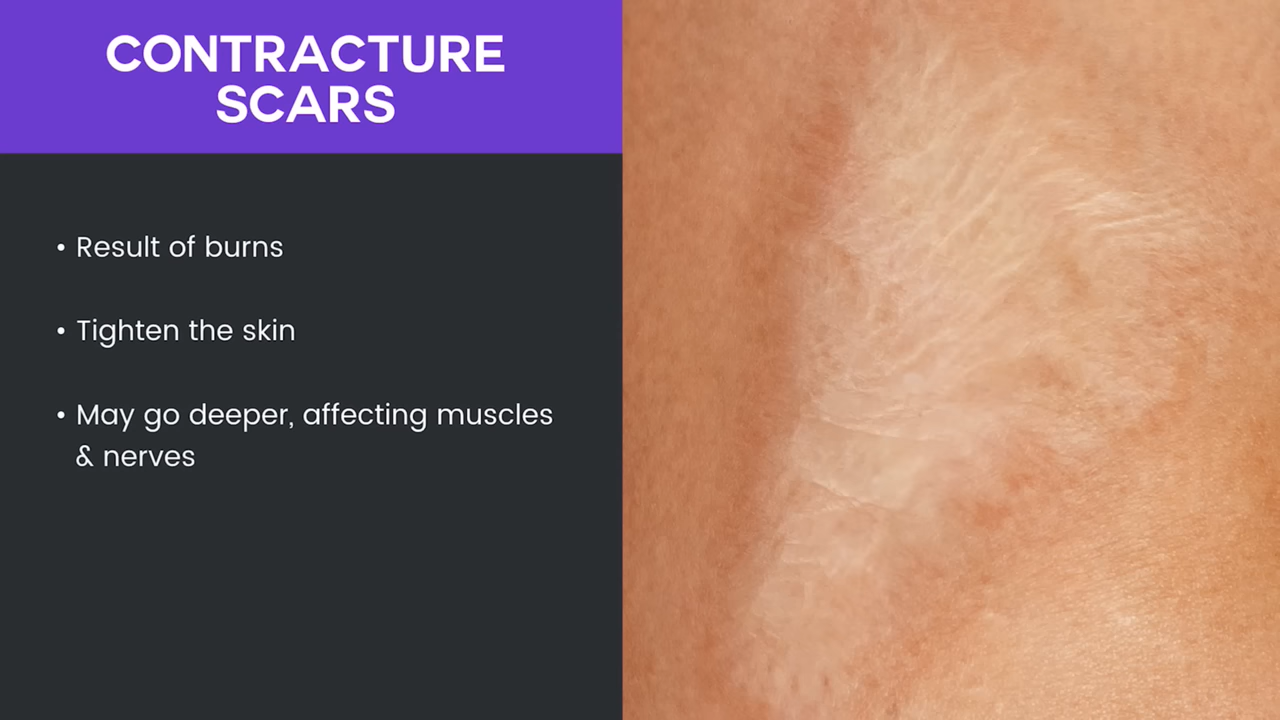 CONTRACTURE
SCARS
• Result of burns
• Tighten the skin
• May go deeper, affecting muscles
& nerves